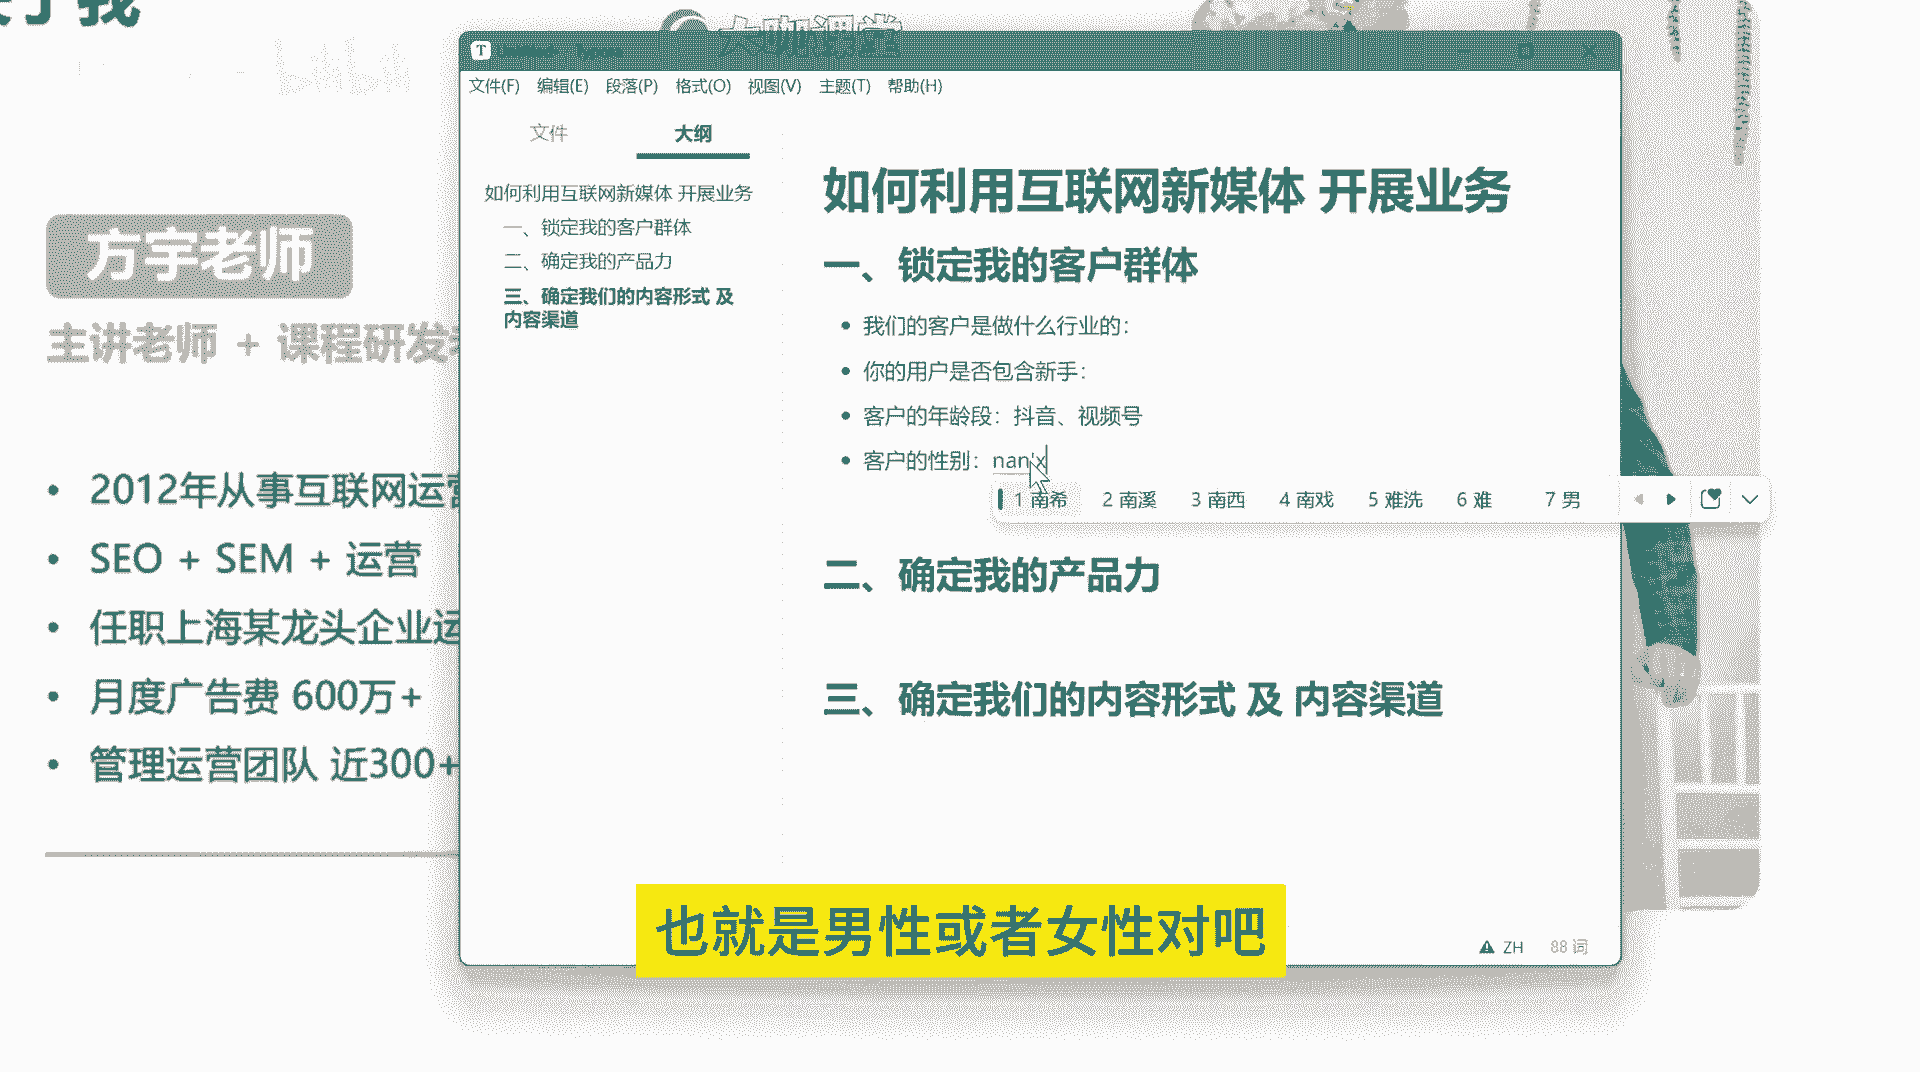 大咖课堂
bilibili
方宇老师
主讲老师 + 课程研发
• 2012年从事互联网运营
• SEO + SEM + 运营
• 任职上海某龙头企业运
• 月度广告费 600万+
• 管理运营团队 近300+
文件(F) 编辑(E) 段落(P) 格式(O) 视图(V) 主题(T) 帮助(H)
文件 大纲
如何利用互联网新媒体 开展业务
一、锁定我的客户群体
二、确定我的产品力
三、确定我们的内容形式 及
内容渠道
如何利用互联网新媒体 开展业务
一、锁定我的客户群体
• 我们的客户是做什么行业的：
• 你的用户是否包含新手：
• 客户的年龄段：抖音、视频号
• 客户的性别：nan'x
1 南希 2 南溪 3 南西 4 南戏 5 难洗 6 难 7 男
二、确定我的产品力
三、确定我们的内容形式 及 内容渠道
ZH 88 词
也就是男性或者女性对吧